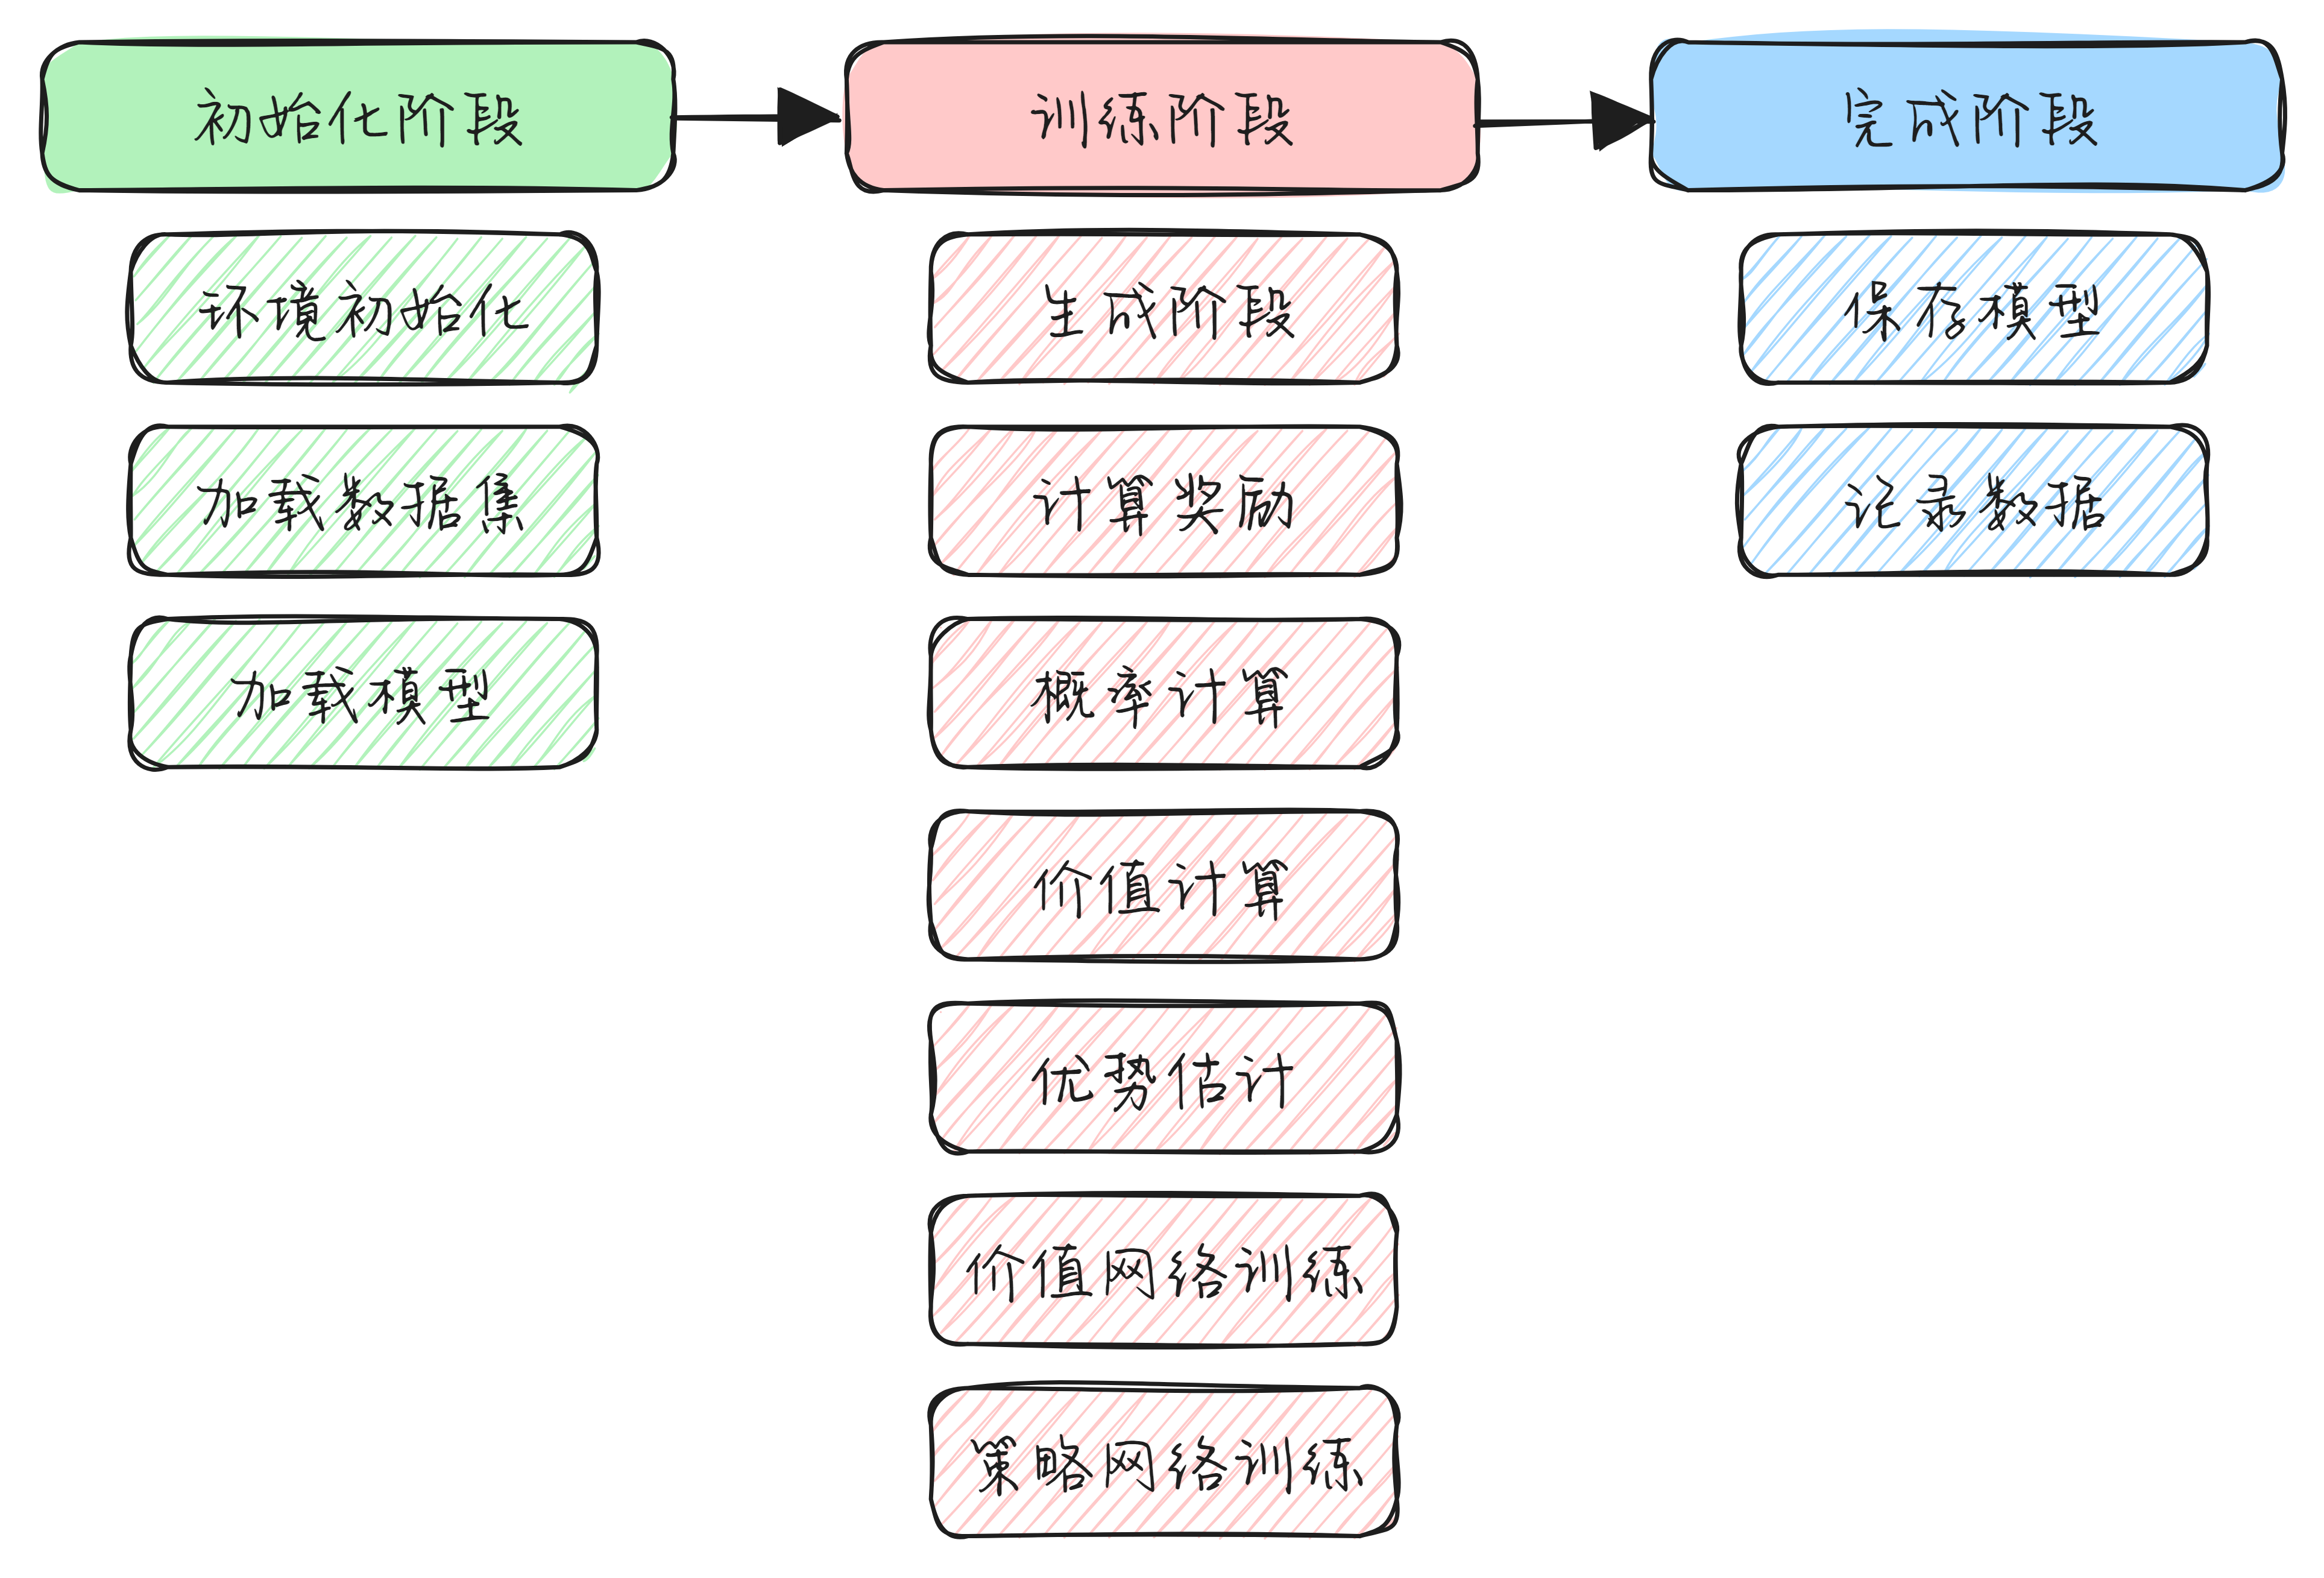 初始化阶段
训练阶段
完成阶段
环境初始化
加载数据集
加载模型
生成阶段
计算奖励
概率计算
价值计算
优势估计
价值网络训练
策略网络训练
保存模型
记录数据